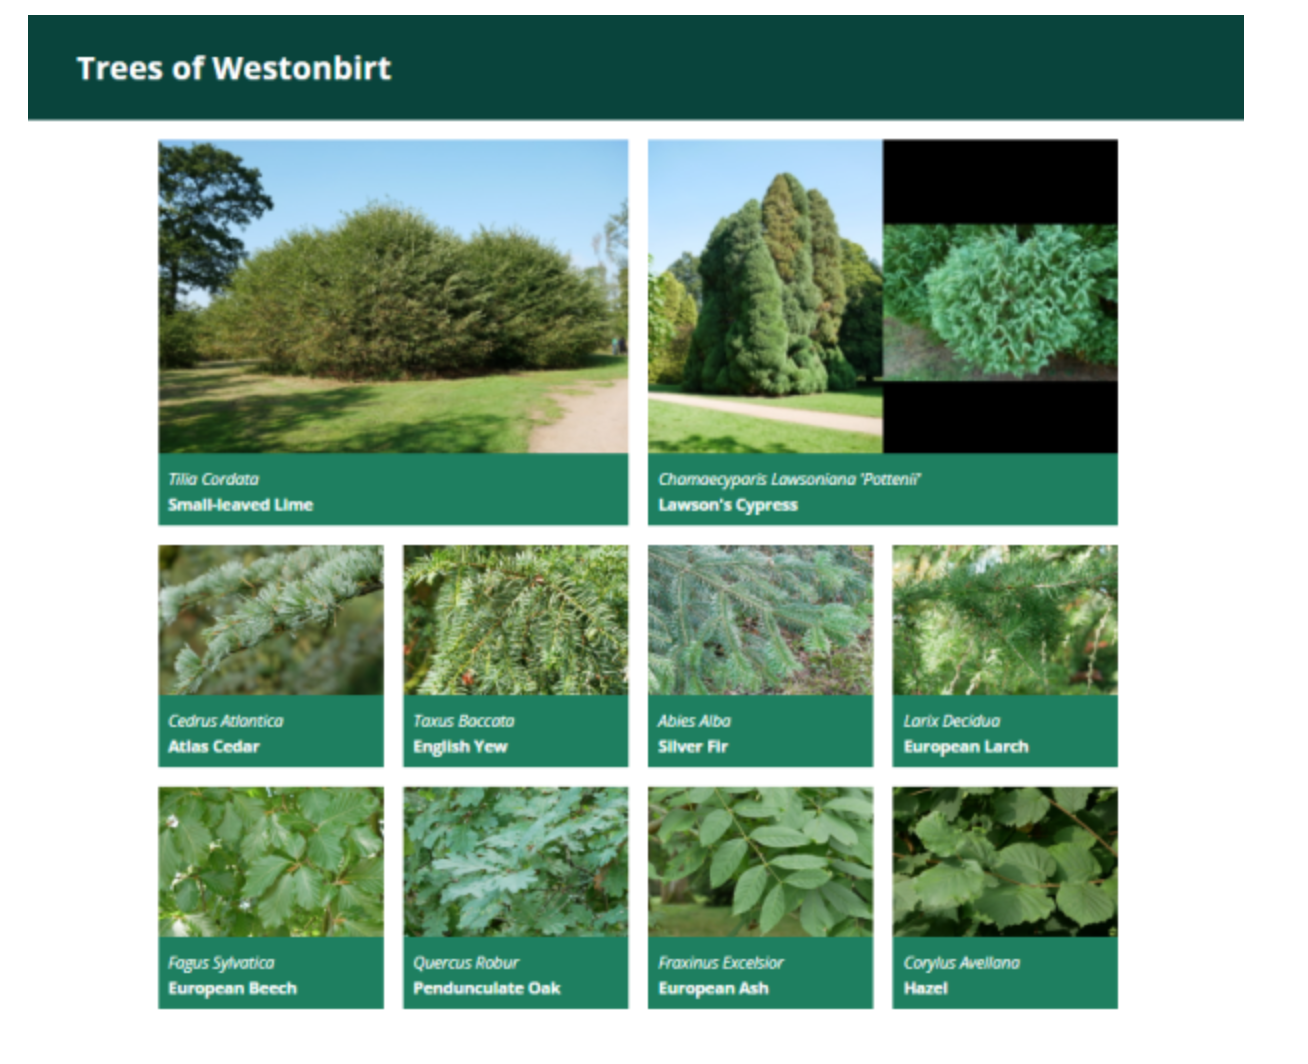 Trees of Westonbirt
Tilia Cordata
Small-leaved Lime
Chamaecyparis Lawsoniana "Pottenii"
Lawson's Cypress
Cedrus Atlantica
Atlas Cedar
Taxus Baccata
English Yew
Abies Alba
Silver Fir
Larix Decidua
European Larch
Fagus Sylvatica
European Beech
Quercus Robur
Pendunculate Oak
Fraxinus Excelsior
European Ash
Corylus Avellana
Hazel